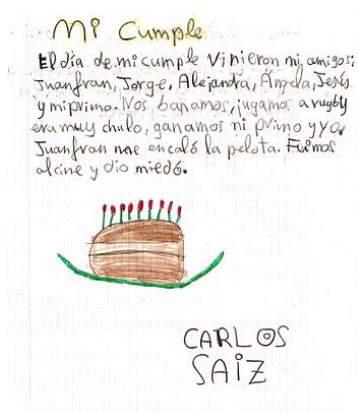 Mi Cumple
El día de mi cumple Vinieron mi amigos:
Juanfran, Jorge, Alejandra, Ángela, Jesús
y mi primo. Nos bañamos, jugamos a rugby
era muy chulo, ganamos mi primo y yo.
Juanfran me encaló la pelota. Fuimos
al cine y dio miedó.
CARLOS
SAIZ